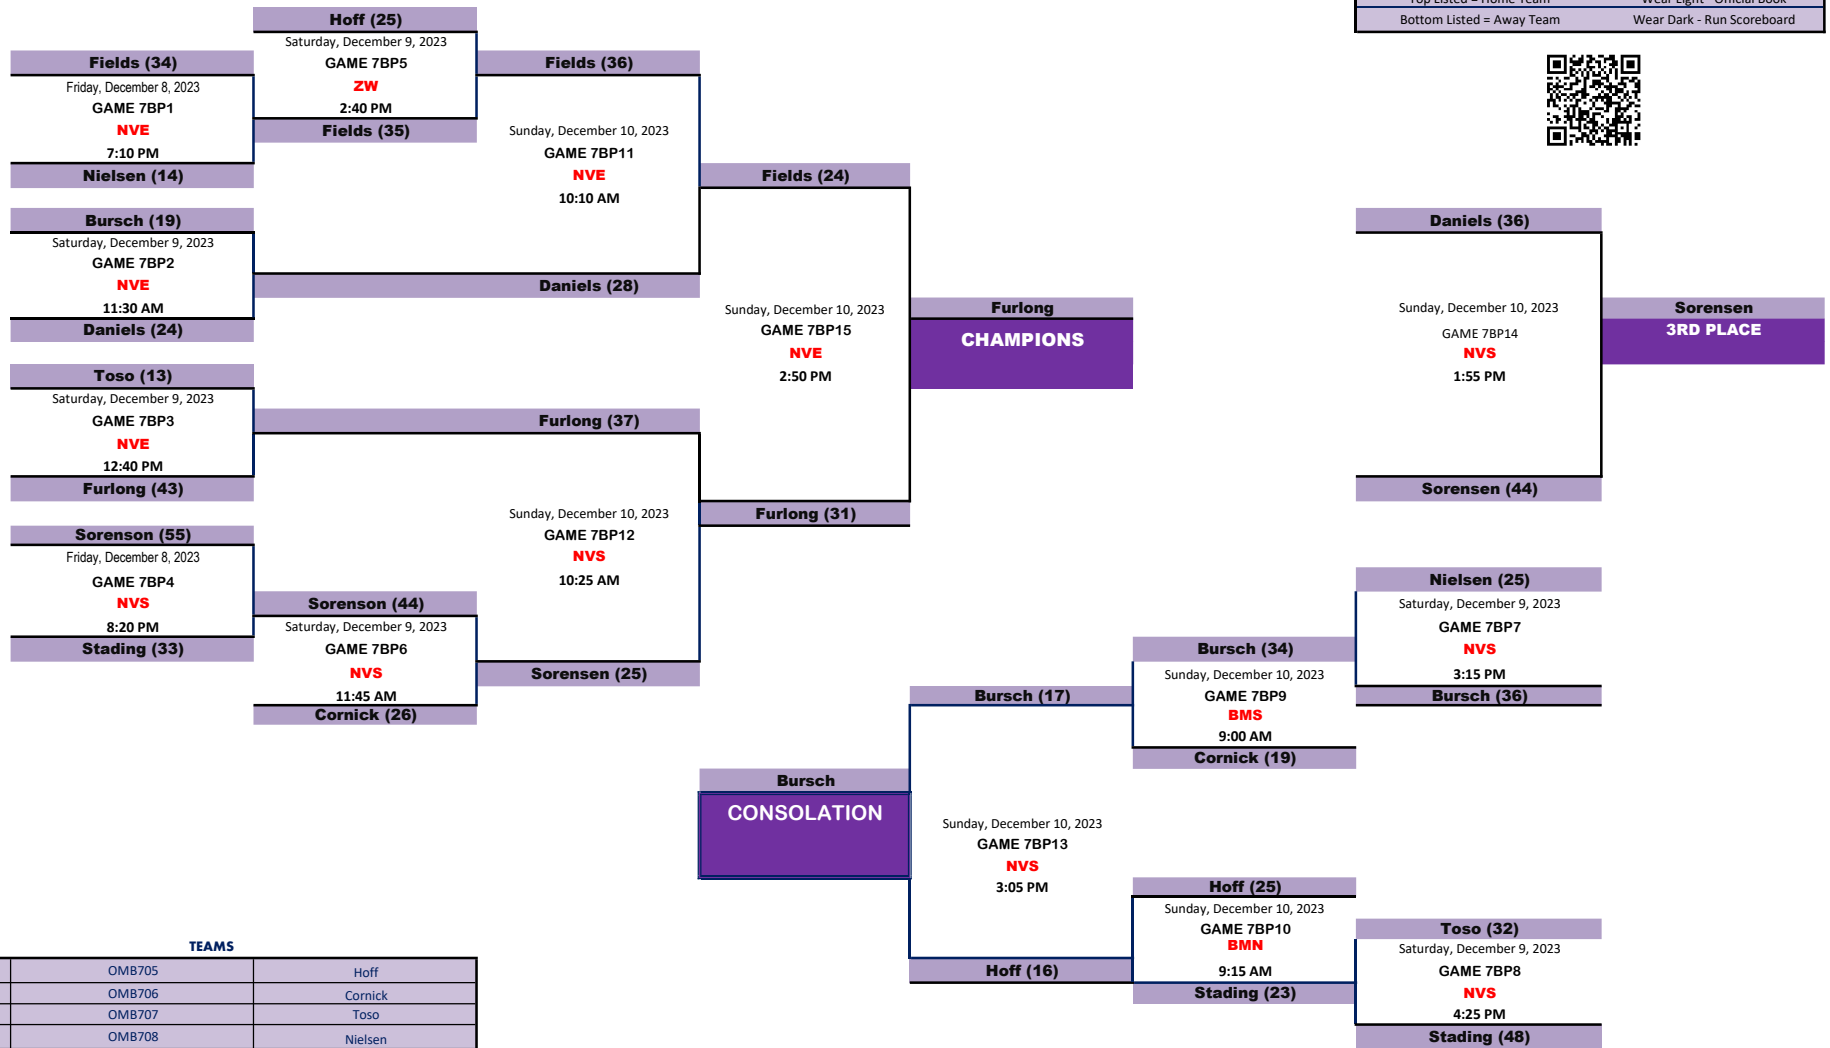 Top Listed = Home Team
Wear Light - Official Book
Bottom Listed = Away Team
Wear Dark - Run Scoreboard
Hoff (25)
Saturday, December 9, 2023
GAME 7BP5
ZW
2:40 PM
Fields (35)
Fields (34)
Friday, December 8, 2023
GAME 7BP1
NVE
7:10 PM
Nielsen (14)
Bursch (19)
Saturday, December 9, 2023
GAME 7BP2
NVE
11:30 AM
Daniels (24)
Toso (13)
Saturday, December 9, 2023
GAME 7BP3
NVE
12:40 PM
Furlong (43)
Sorenson (55)
Friday, December 8, 2023
GAME 7BP4
NVS
8:20 PM
Stading (33)
Sorenson (44)
Saturday, December 9, 2023
GAME 7BP6
NVS
11:45 AM
Cornick (26)
Fields (36)
Sunday, December 10, 2023
GAME 7BP11
NVE
10:10 AM
Daniels (28)
Furlong (37)
Sunday, December 10, 2023
GAME 7BP12
NVS
10:25 AM
Sorensen (25)
Fields (24)
Sunday, December 10, 2023
GAME 7BP15
NVE
2:50 PM
Furlong (31)
Furlong
CHAMPIONS
Daniels (36)
Sunday, December 10, 2023
GAME 7BP14
NVS
1:55 PM
Sorensen (44)
Sorensen
3RD PLACE
Nielsen (25)
Saturday, December 9, 2023
GAME 7BP7
NVS
3:15 PM
Bursch (36)
Bursch (34)
Sunday, December 10, 2023
GAME 7BP9
BMS
9:00 AM
Cornick (19)
Bursch (17)
Sunday, December 10, 2023
GAME 7BP13
NVS
3:05 PM
Hoff (16)
Bursch
CONSOLATION
Hoff (25)
Sunday, December 10, 2023
GAME 7BP10
BMN
9:15 AM
Stading (23)
Toso (32)
Saturday, December 9, 2023
GAME 7BP8
NVS
4:25 PM
Stading (48)
TEAMS
OMB705 Hoff
OMB706 Cornick
OMB707 Toso
OMB708 Nielsen